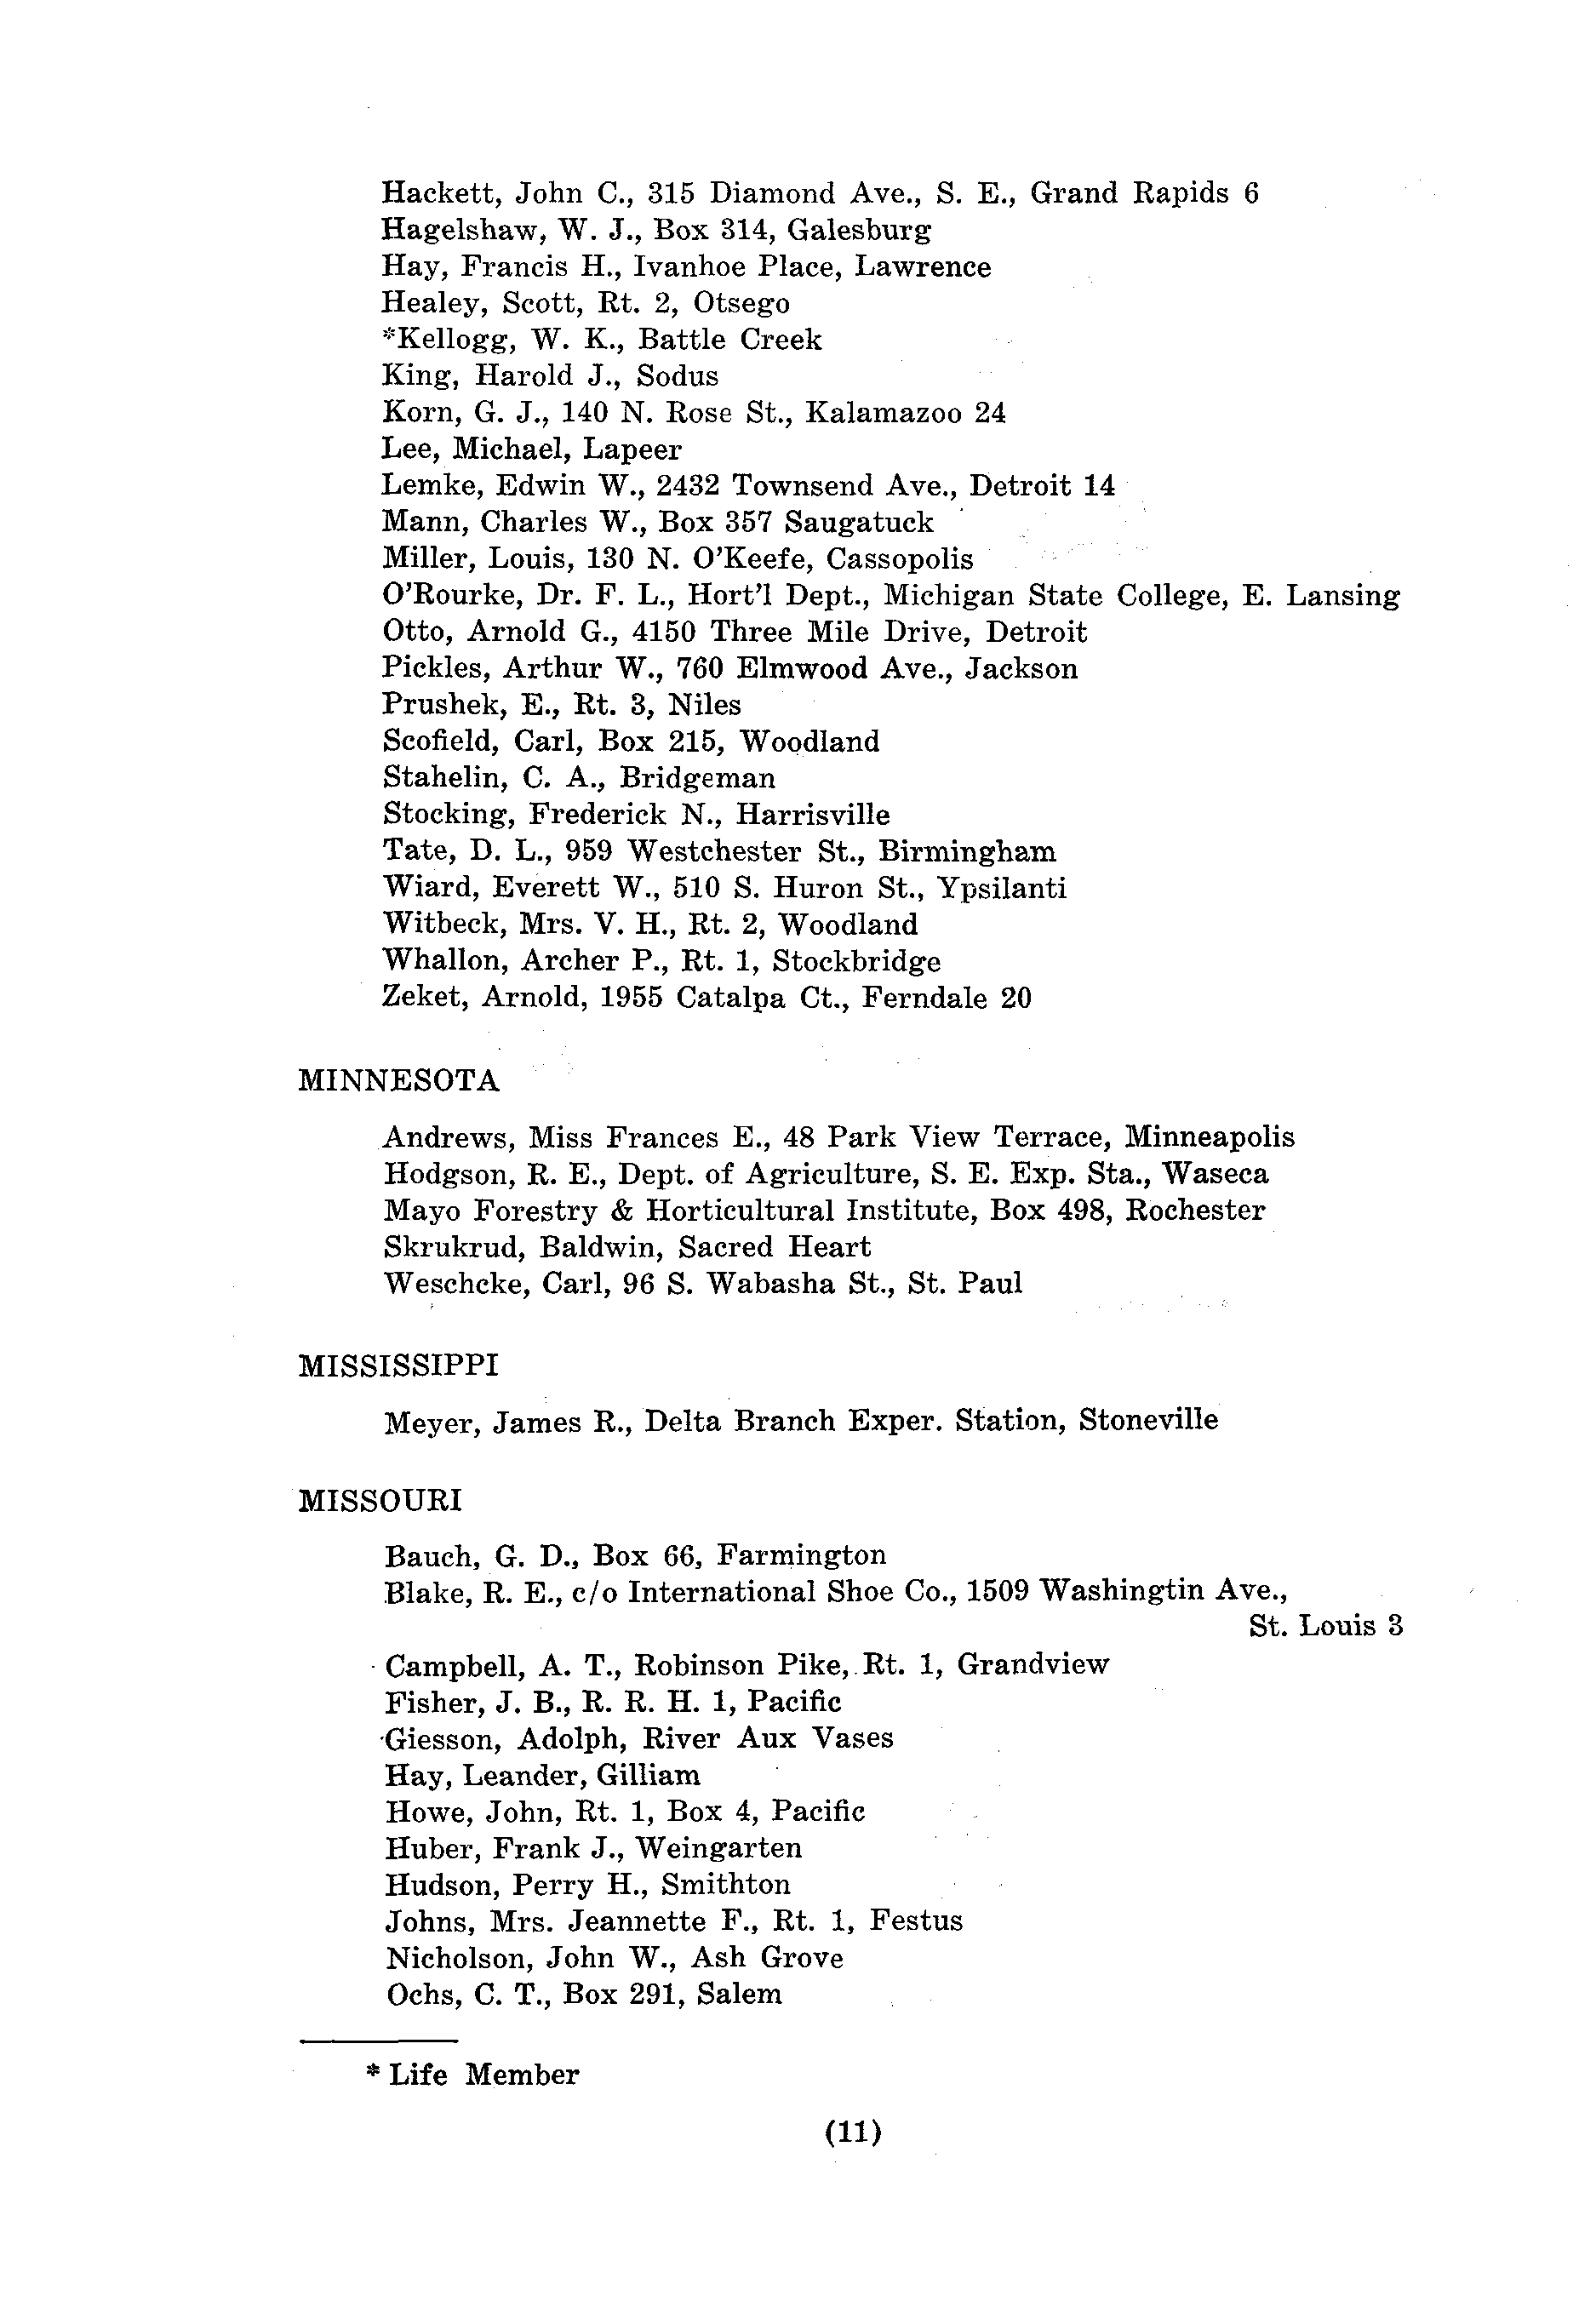 Hackett, John C., 315 Diamond Ave., S. E., Grand Rapids 6
Hagelshaw, W. J., Box 314, Galesburg
Hay, Francis H., Ivanhoe Place, Lawrence
Healey, Scott, Rt. 2, Otsego
*Kellogg, W. K., Battle Creek
King, Harold J., Sodus
Korn, G. J., 140 N. Rose St., Kalamazoo 24
Lee, Michael, Lapeer
Lemke, Edwin W., 2432 Townsend Ave., Detroit 14
Mann, Charles W., Box 357 Saugatuck
Miller, Louis, 130 N. O'Keefe, Cassopolis
O'Rourke, Dr. F. L., Hort'l Dept., Michigan State College, E. Lansing
Otto, Arnold G., 4150 Three Mile Drive, Detroit
Pickles, Arthur W., 760 Elmwood Ave., Jackson
Prushek, E., Rt. 3, Niles
Scofield, Carl, Box 215, Woodland
Stahelin, C. A., Bridgeman
Stocking, Frederick N., Harrisville
Tate, D. L., 959 Westchester St., Birmingham
Wiard, Everett W., 510 S. Huron St., Ypsilanti
Witbeck, Mrs. V. H., Rt. 2, Woodland
Whallon, Archer P., Rt. 1, Stockbridge
Zeket, Arnold, 1955 Catalpa Ct., Ferndale 20
MINNESOTA
Andrews, Miss Frances E., 48 Park View Terrace, Minneapolis
Hodgson, R. E., Dept. of Agriculture, S. E. Exp. Sta., Waseca
Mayo Forestry & Horticultural Institute, Box 498, Rochester
Skrukrud, Baldwin, Sacred Heart
Weschcke, Carl, 96 S. Wabasha St., St. Paul
MISSISSIPPI
Meyer, James R., Delta Branch Exper. Station, Stoneville
MISSOURI
Bauch, G. D., Box 66, Farmington
Blake, R. E., c/o International Shoe Co., 1509 Washingtin Ave.,
St. Louis 3
Campbell, A. T., Robinson Pike, Rt. 1, Grandview
Fisher, J. B., R. R. H. 1, Pacific
Giesson, Adolph, River Aux Vases
Hay, Leander, Gilliam
Howe, John, Rt. 1, Box 4, Pacific
Huber, Frank J., Weingarten
Hudson, Perry H., Smithton
Johns, Mrs. Jeannette F., Rt. 1, Festus
Nicholson, John W., Ash Grove
Ochs, C. T., Box 291, Salem
* Life Member
(11)